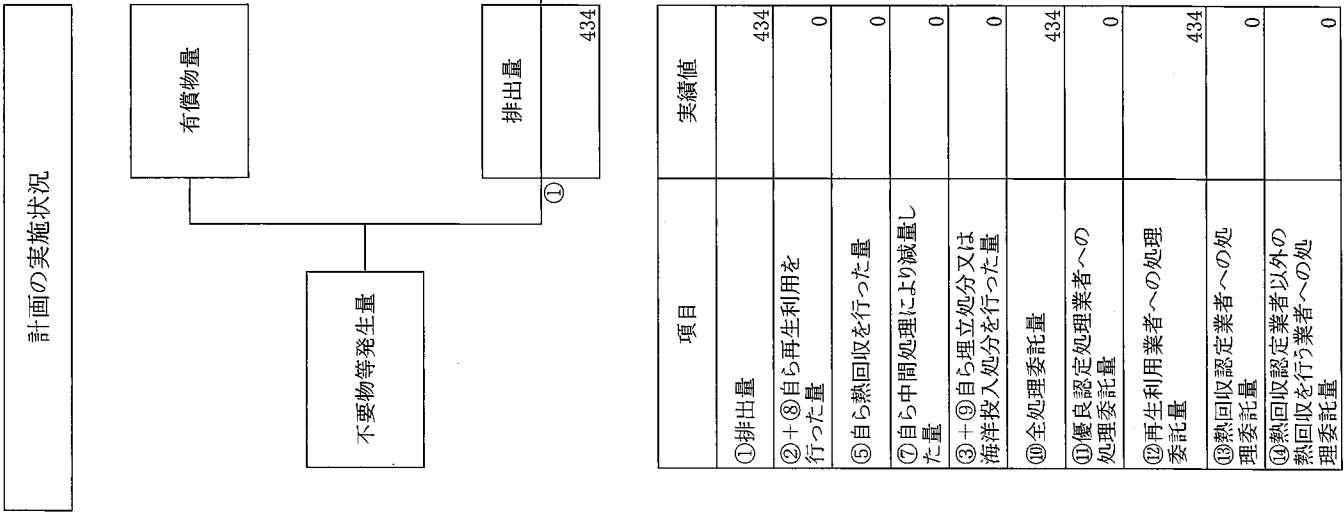 計画の実施状況
不要物等発生量
有償物量
①
排出量
434
項目
実績値
①排出量
434
②+⑧自ら再生利用を
行った量
0
⑤自ら熱回収を行った量
0
⑦自ら中間処理により減量し
た量
0
③+⑨自ら埋立処分又は
海洋投入処分を行った量
0
⑩全処理委託量
434
⑪優良認定処理業者への
処理委託量
0
⑫再生利用業者への処理
委託量
434
⑬熱回収認定業者への処
理委託量
0
⑭熱回収認定業者以外の
熱回収を行う業者への処
理委託量
0